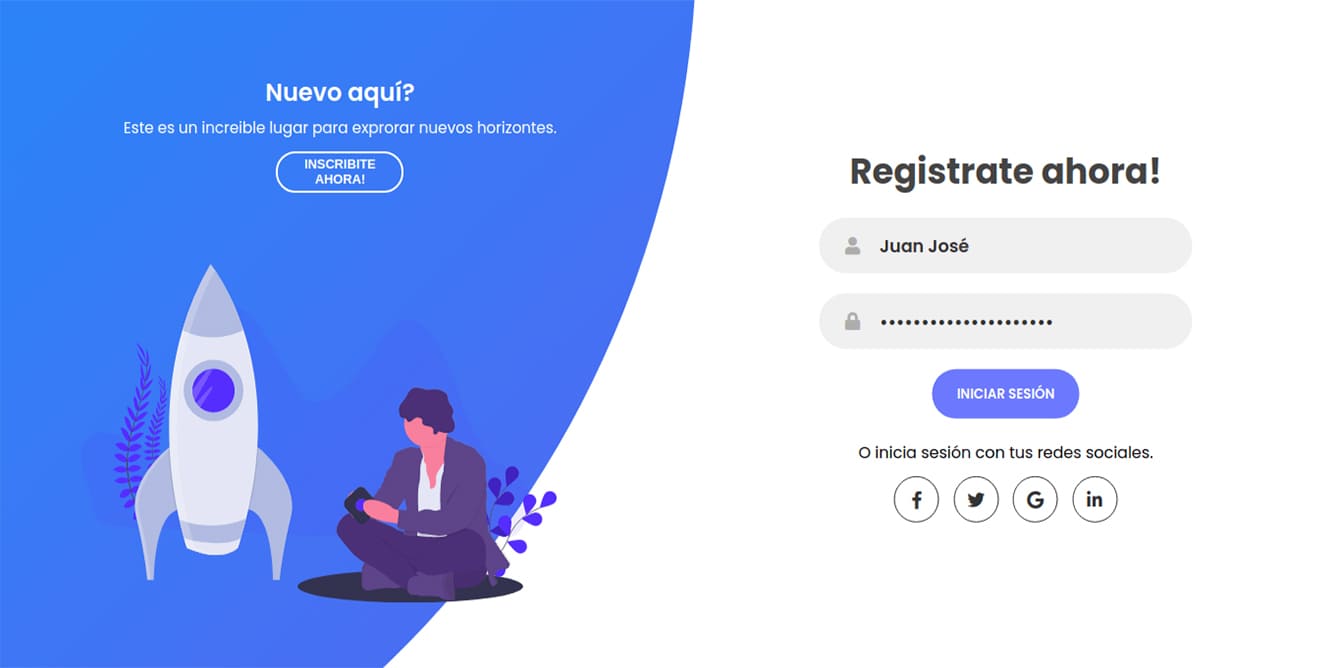 Nuevo aquí?
Este es un increible lugar para exprorar nuevos horizontes.
INSCRIBITE
AHORA!
Registrate ahora!
Juan José
•••••••••••••••••••••
INICIAR SESIÓN
O inicia sesión con tus redes sociales.
f
G
in